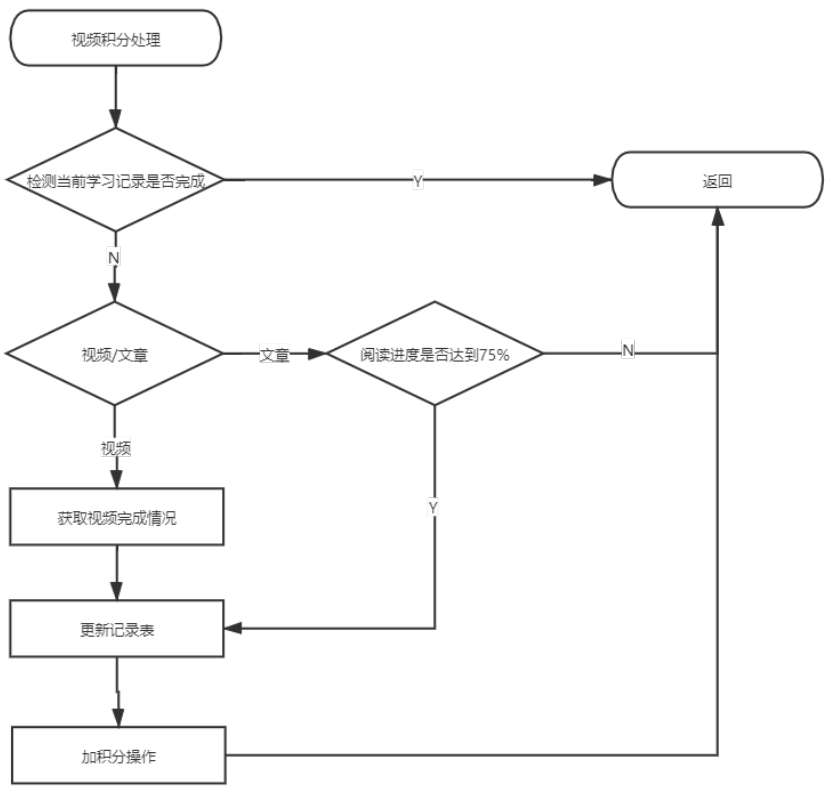 视频积分处理
检测当前学习记录是否完成
Y
返回
N
视频/文章
文章
阅读进度是否达到75%
N
视频
获取视频完成情况
Y
更新记录表
加积分操作